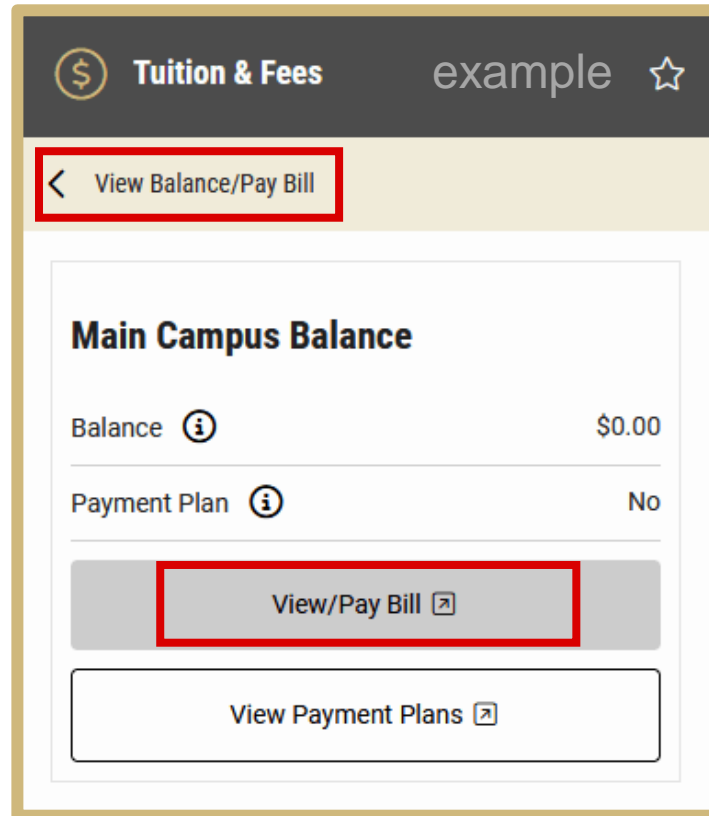 Tuition & Fees example
View Balance/Pay Bill
Main Campus Balance
Balance $0.00
Payment Plan No
View/Pay Bill
View Payment Plans